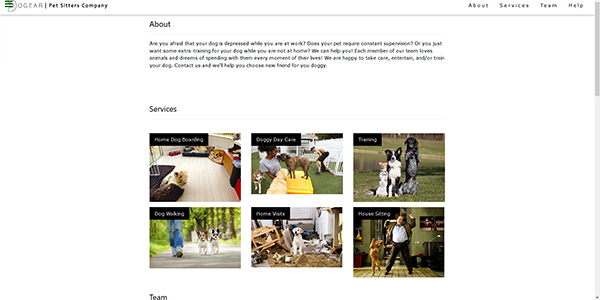 DOGEAR | Pet Sitters Company
About Services Team Help
About
Are you afraid that your dog is depressed while you are at work? Does your pet require constant supervision? Or you just
want some extra training for your dog while you are not at home? We can help you! Each member of our team loves
animals and dreams of spending with them every moment of their lives! We are happy to take care, entertain, and/or train
your dog. Contact us and we'll help you choose new friend for you doggy.
Services
Home Dog Boarding
Doggy Day Care
Training
Dog Walking
Home Visits
House Sitting
Team